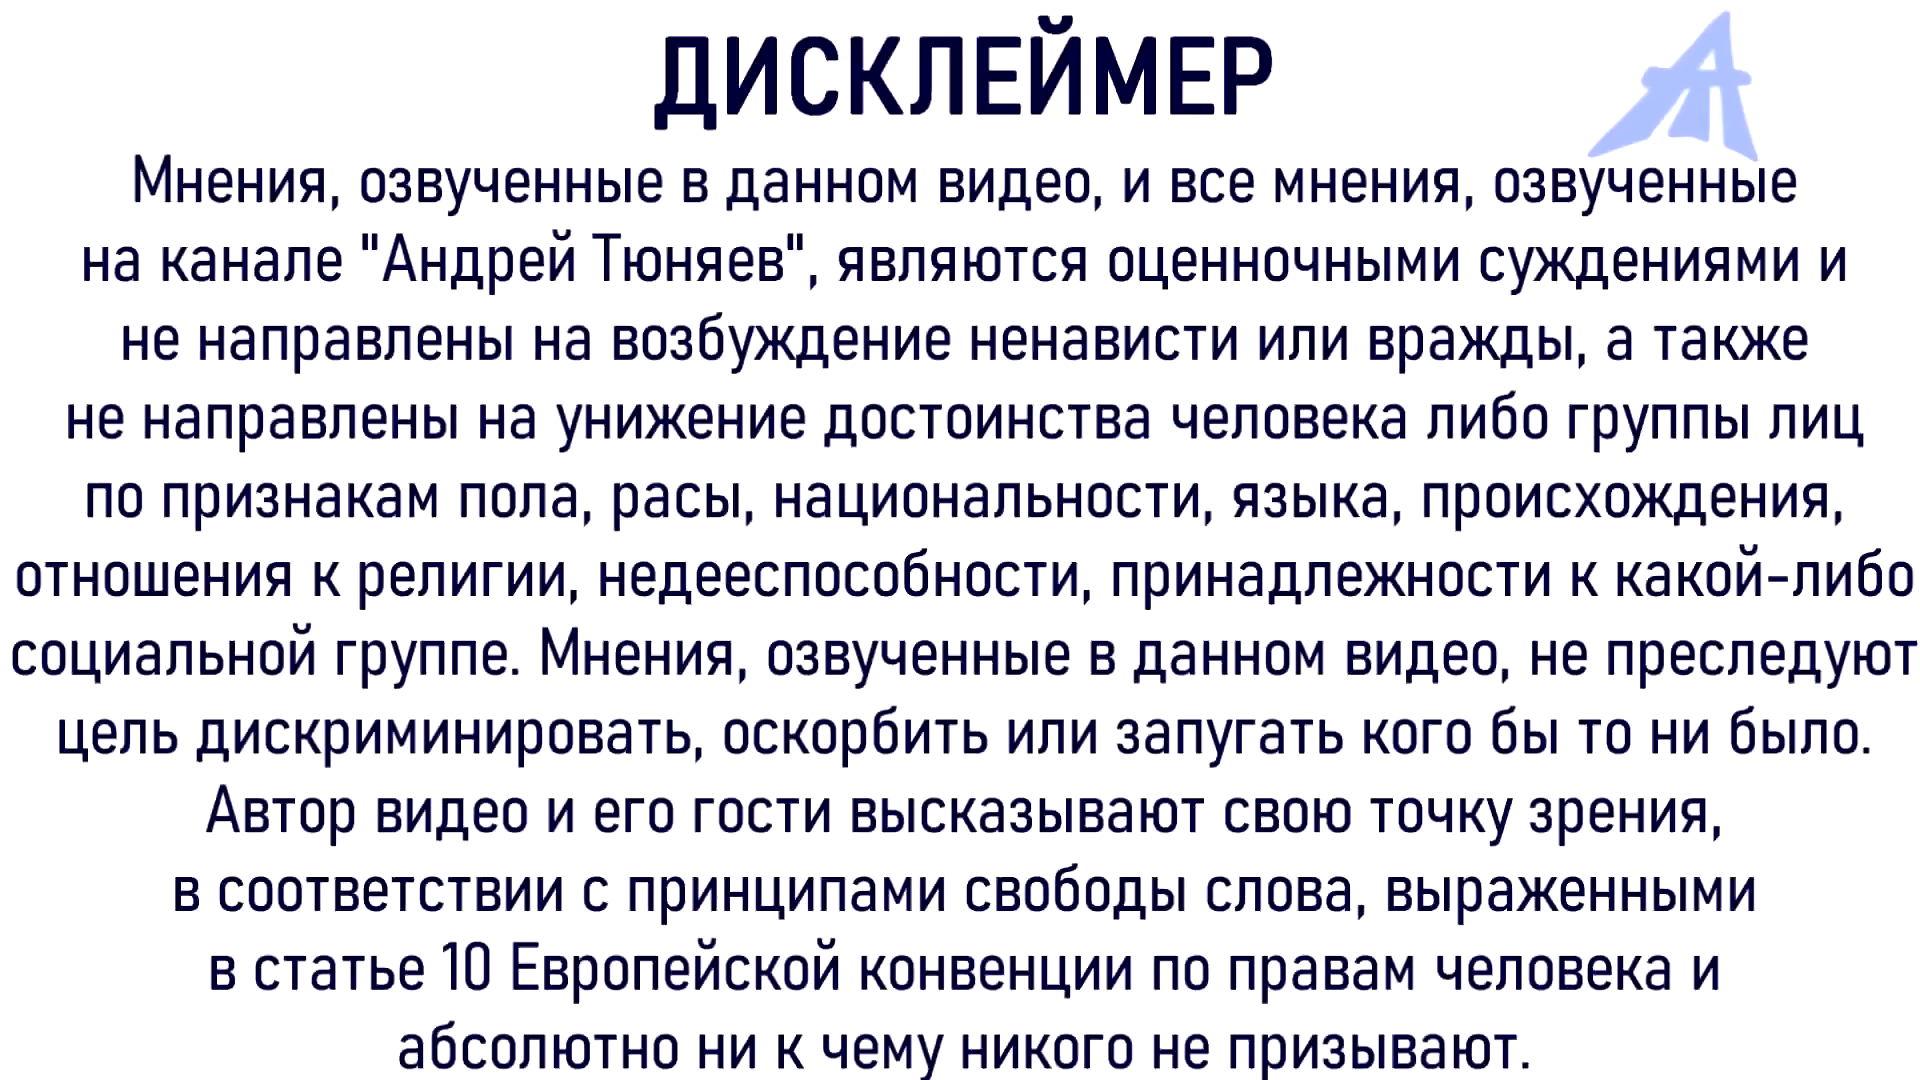 ДИСКЛЕЙМЕР
Мнения, озвученные в данном видео, и все мнения, озвученные
на канале "Андрей Тюняев", являются оценночными суждениями и
не направлены на возбуждение ненависти или вражды, а также
не направлены на унижение достоинства человека либо группы лиц
по признакам пола, расы, национальности, языка, происхождения,
отношения к религии, недееспособности, принадлежности к какой-либо
социальной группе. Мнения, озвученные в данном видео, не преследуют
цель дискриминировать, оскорбить или запугать кого бы то ни было.
Автор видео и его гости высказывают свою точку зрения,
в соответствии с принципами свободы слова, выраженными
в статье 10 Европейской конвенции по правам человека и
абсолютно ни к чему никого не призывают.